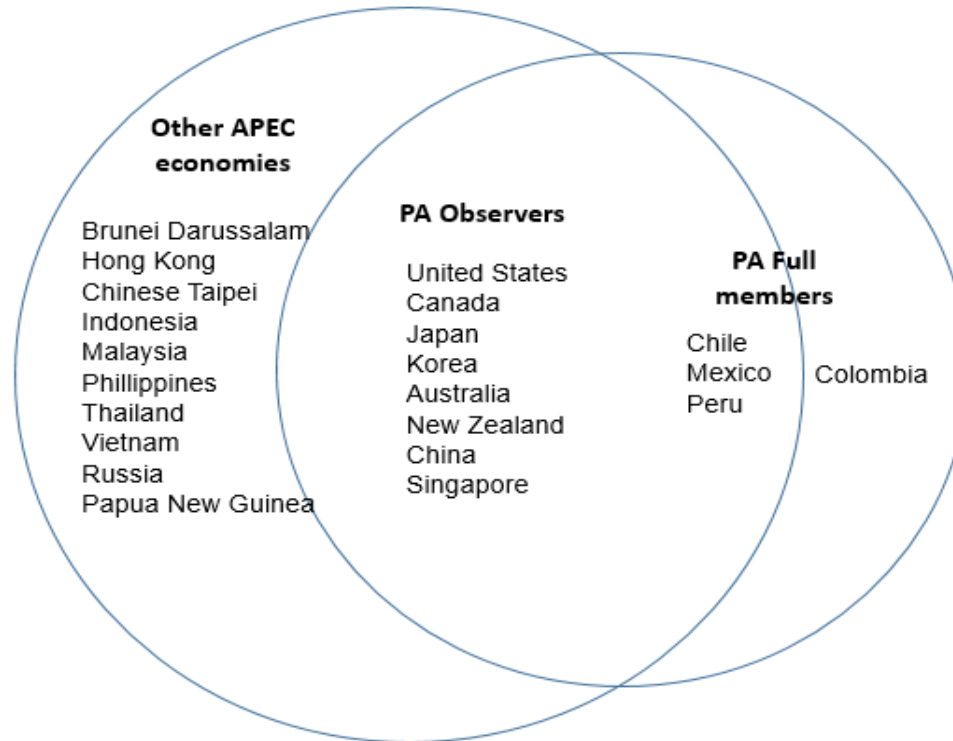 Other APEC
economies
Brunei Darussalam
Hong Kong
Chinese Taipei
Indonesia
Malaysia
Phillippines
Thailand
Vietnam
Russia
Papua New Guinea
PA Observers
United States
Canada
Japan
Korea
Australia
New Zealand
China
Singapore
PA Full
members
Chile
Mexico
Peru
Colombia